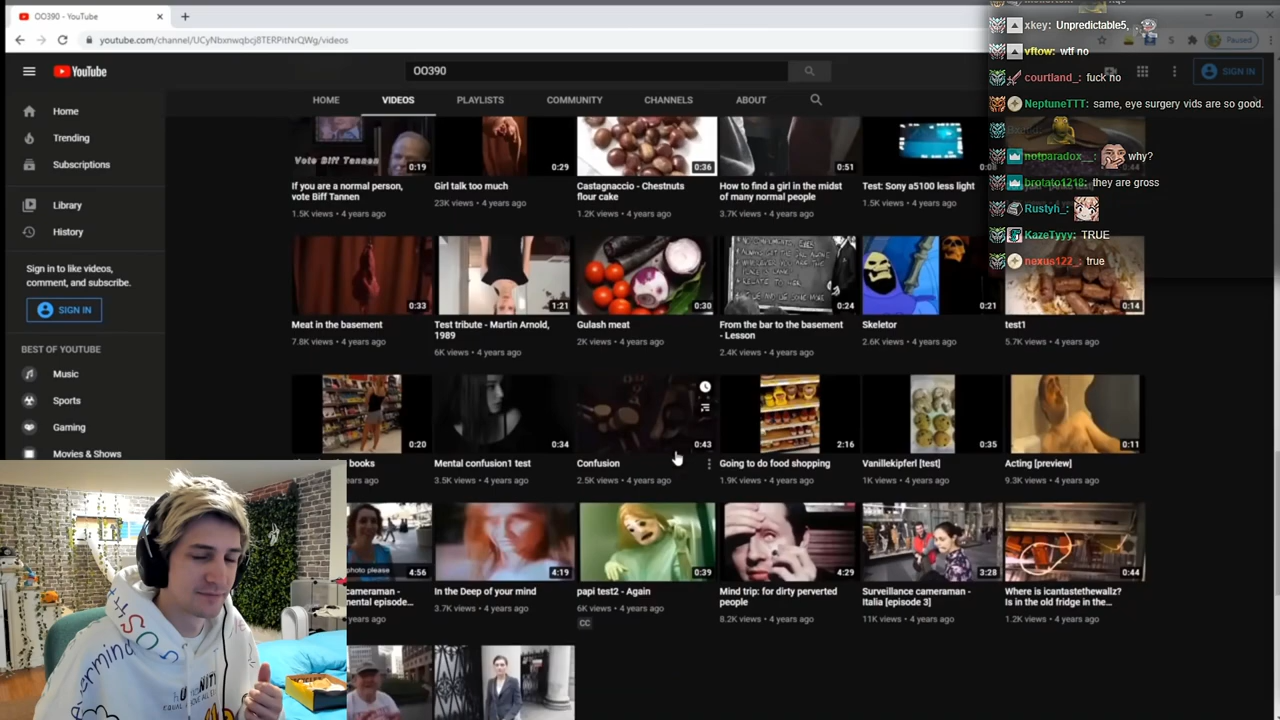 OO390 - YouTube
youtube.com/channel/UCyNbxnwqbcj8TERPitNrQWg/videos
Paused
YouTube
OO390
SIGN IN
HOME
VIDEOS
PLAYLISTS
COMMUNITY
CHANNELS
ABOUT
xkey: Unpredictable5,
vftow: wtf no
courtland_: fuck no
NeptuneTTT: same, eye surgery vids are so good.
notparadox__: why?
brotato1218: they are gross
Rustyh_:
KazeTyyy: TRUE
nexus122_: true
Home
Trending
Subscriptions
Library
History
Sign in to like videos,
comment, and subscribe.
SIGN IN
BEST OF YOUTUBE
Music
Sports
Gaming
Movies & Shows
Vote Biff Tannen
0:19
0:29
0:36
0:51
If you are a normal person,
vote Biff Tannen
1.5K views • 4 years ago
Girl talk too much
23K views • 4 years ago
Castagnaccio - Chestnuts
flour cake
1.2K views • 4 years ago
How to find a girl in the midst
of many normal people
3.7K views • 4 years ago
Test: Sony a5100 less light
1.5K views • 4 years ago
0:33
1:21
0:30
0:24
0:21
0:14
Meat in the basement
7.8K views • 4 years ago
Test tribute - Martin Arnold,
1989
6K views • 4 years ago
Gulash meat
2K views • 4 years ago
From the bar to the basement
- Lesson
2.4K views • 4 years ago
Skeletor
2.6K views • 4 years ago
test1
5.7K views • 4 years ago
0:20
0:34
0:43
2:16
0:35
0:11
books
years ago
Mental confusion1 test
3.5K views • 4 years ago
Confusion
2.5K views • 4 years ago
Going to do food shopping
1.9K views • 4 years ago
Vanillekipferl [test]
1K views • 4 years ago
Acting [preview]
9.3K views • 4 years ago
photo please
4:56
4:19
0:39
4:29
3:28
0:44
cameraman -
mental episode...
years ago
In the Deep of your mind
3.7K views • 4 years ago
papi test2 - Again
6K views • 4 years ago
CC
Mind trip: for dirty perverted
people
8.2K views • 4 years ago
Surveillance cameraman -
Italia [episode 3]
11K views • 4 years ago
Where is icantastethewallz?
Is in the old fridge in the...
1.2K views • 4 years ago